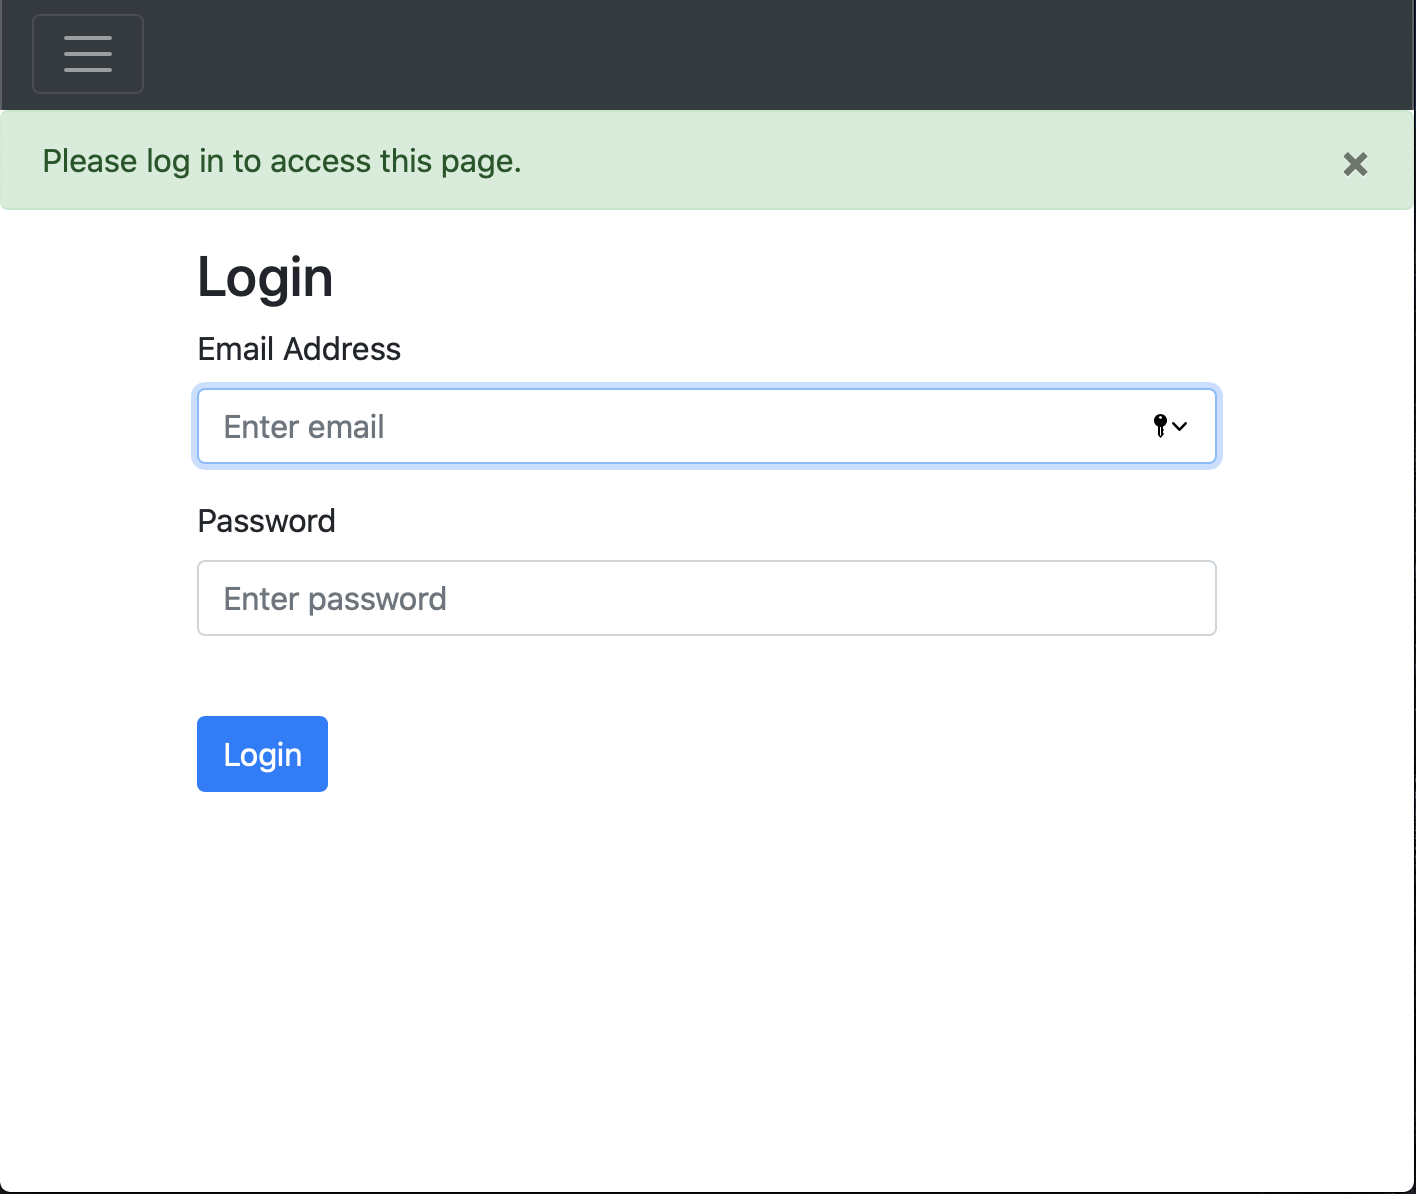 Please log in to access this page.
Login
Email Address
Enter email
Password
Enter password
Login